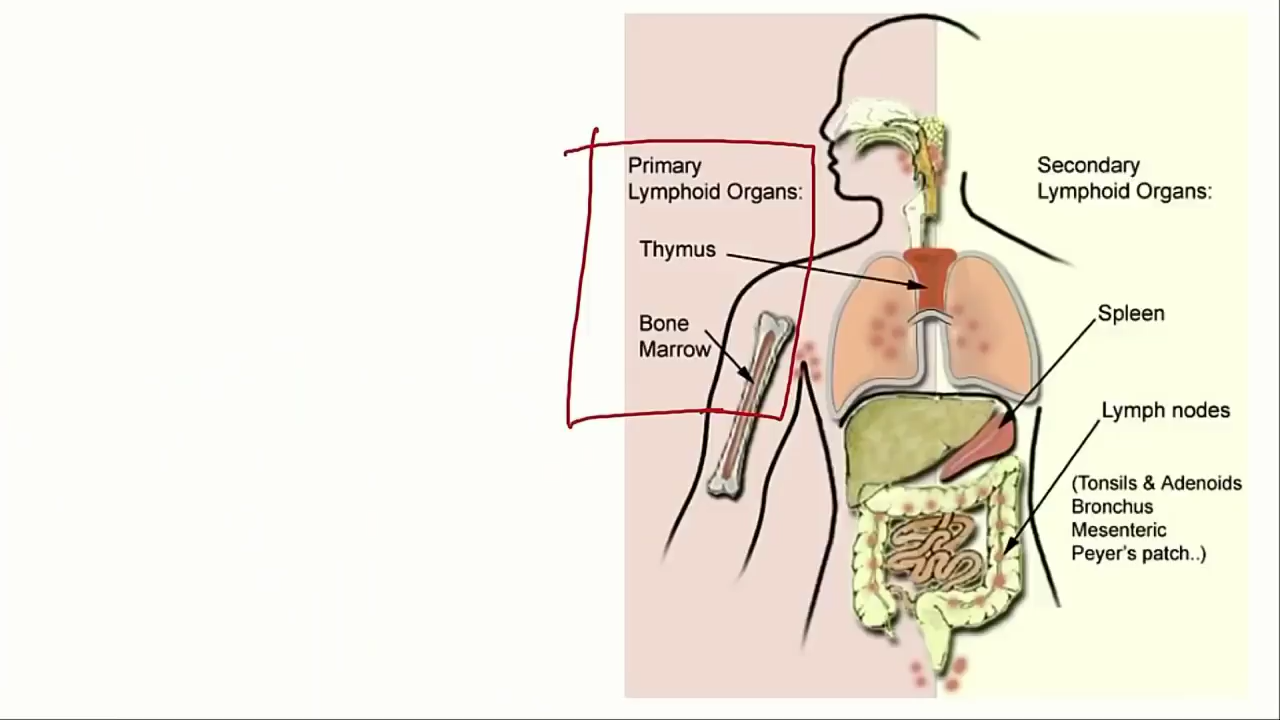 Primary
Lymphoid Organs:
Thymus
Bone
Marrow
Secondary
Lymphoid Organs:
Spleen
Lymph nodes
(Tonsils & Adenoids
Bronchus
Mesenteric
Peyer's patch..)